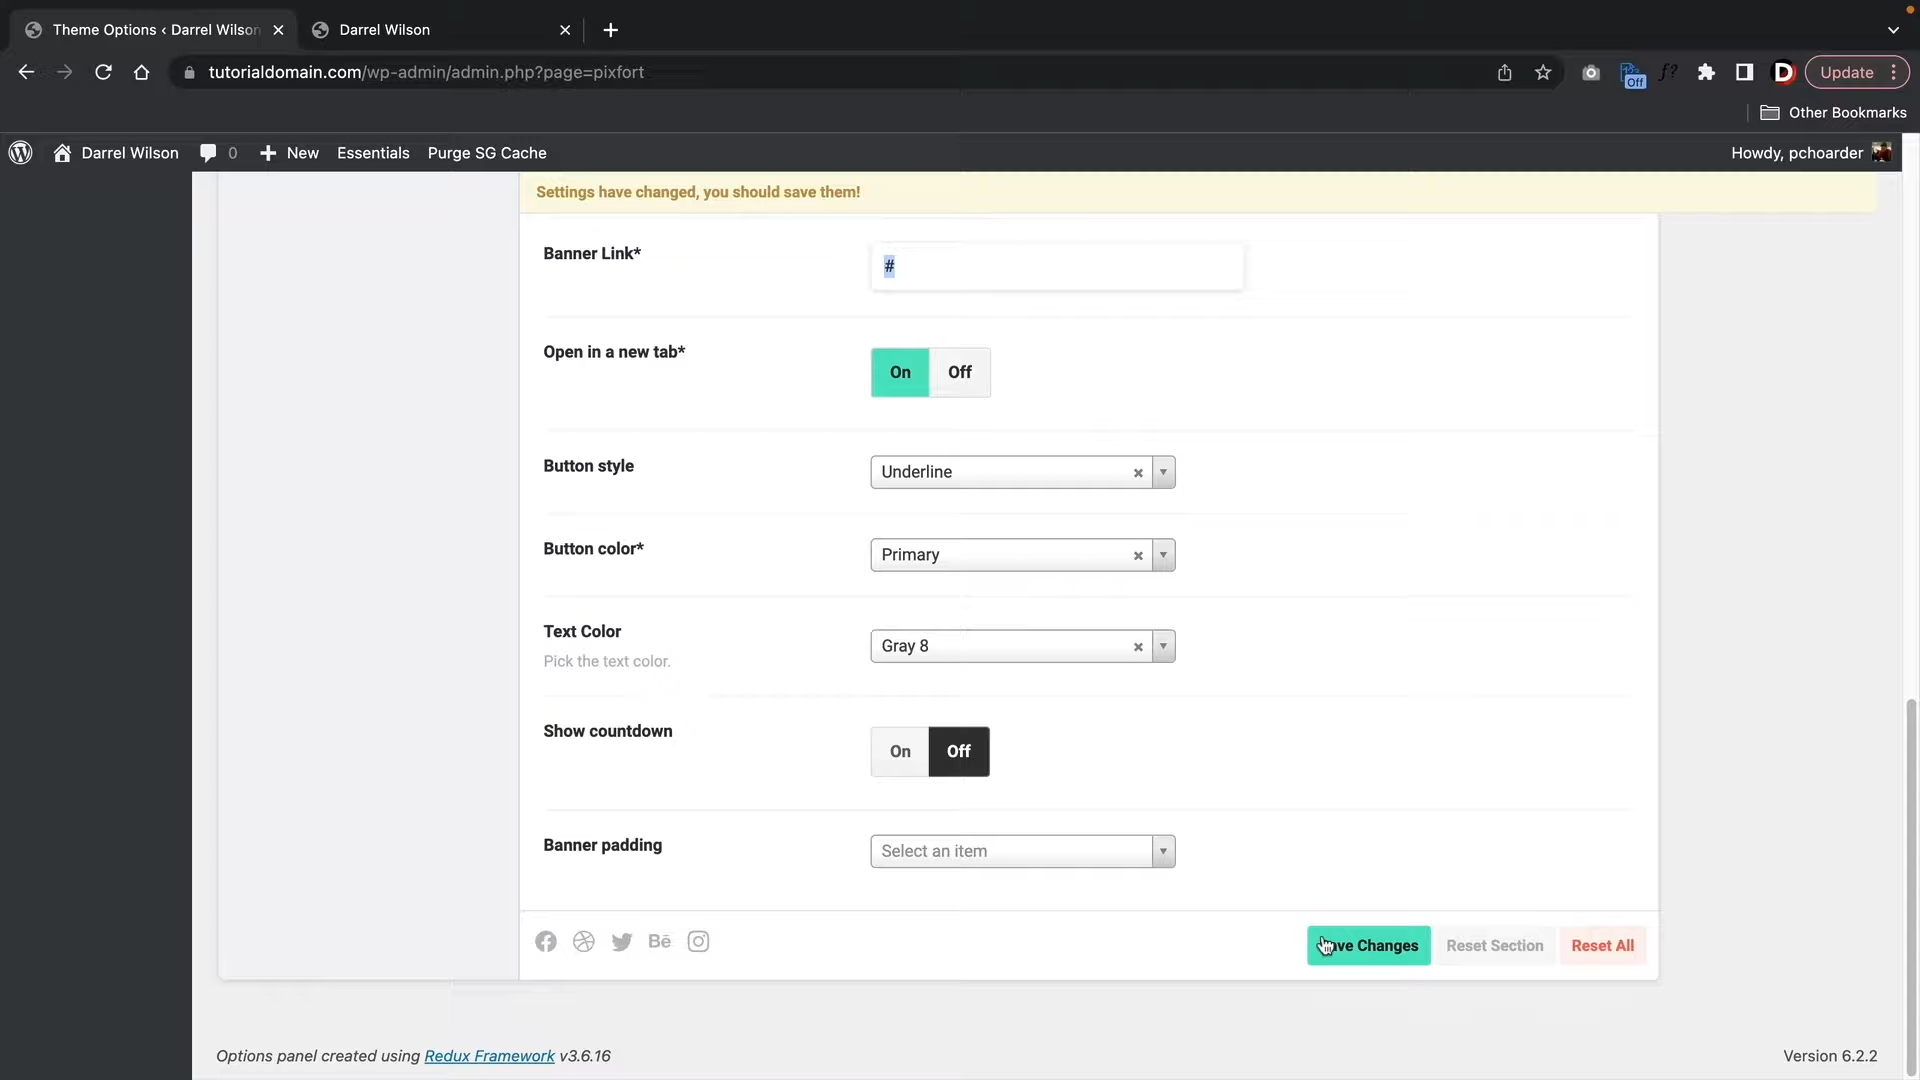 Theme Options ‹ Darrel Wilson
Darrel Wilson
tutorialdomain.com/wp-admin/admin.php?page=pixfort
Off
f?
D
Update
Other Bookmarks
Darrel Wilson
0
New
Essentials
Purge SG Cache
Howdy, pchoarder
Settings have changed, you should save them!
Banner Link*
#
Open in a new tab*
On
Off
Button style
Underline
Button color*
Primary
Text Color
Gray 8
Pick the text color.
Show countdown
On
Off
Banner padding
Select an item
Bē
Changes
Reset Section
Reset All
Options panel created using Redux Framework v3.6.16
Version 6.2.2